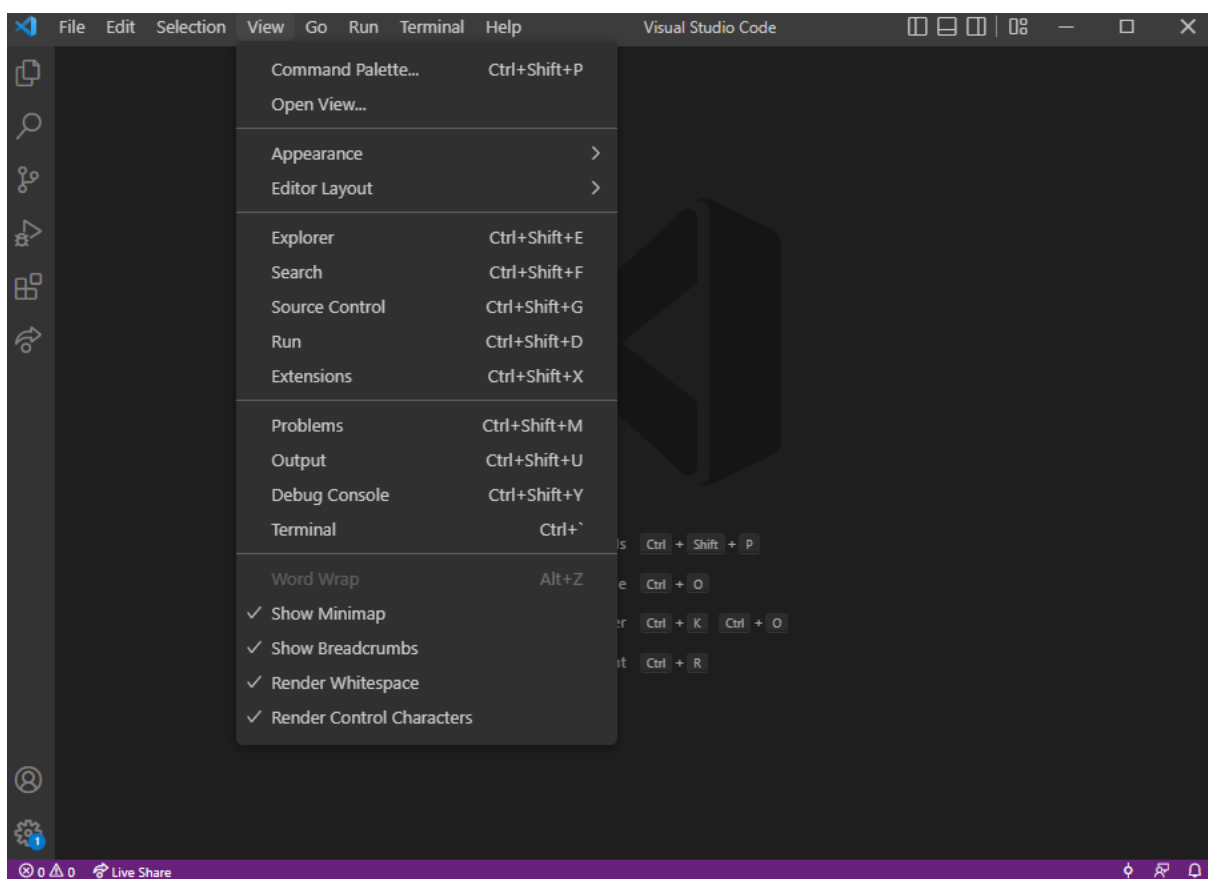 File Edit Selection View Go Run Terminal Help Visual Studio Code
Command Palette... Ctrl+Shift+P
Open View...
Appearance
Editor Layout
Explorer Ctrl+Shift+E
Search Ctrl+Shift+F
Source Control Ctrl+Shift+G
Run Ctrl+Shift+D
Extensions Ctrl+Shift+X
Problems Ctrl+Shift+M
Output Ctrl+Shift+U
Debug Console Ctrl+Shift+Y
Terminal Ctrl+`
Word Wrap Alt+Z
Show Minimap
Show Breadcrumbs
Render Whitespace
Render Control Characters
Ctrl + Shift + P
Ctrl + O
Ctrl + K Ctrl + O
Ctrl + R
1
0 0 Live Share